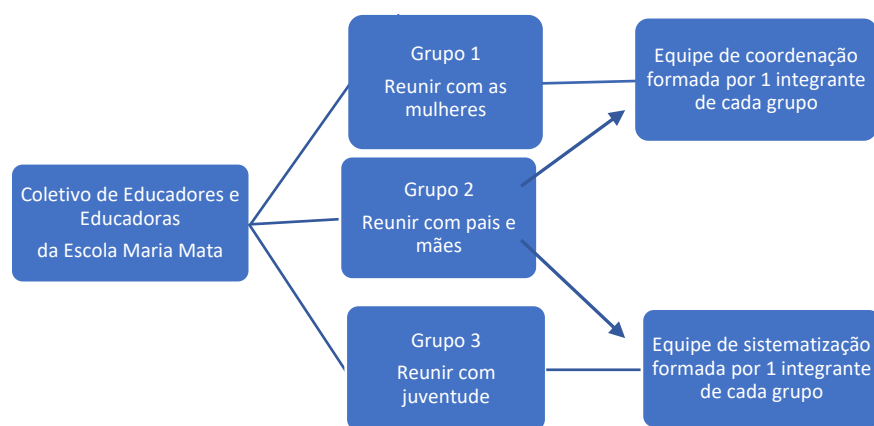 Coletivo de Educadores e
Educadoras
da Escola Maria Mata
Grupo 1
Reunir com as
mulheres
Grupo 2
Reunir com pais e
mães
Grupo 3
Reunir com
juventude
Equipe de coordenação
formada por 1 integrante
de cada grupo
Equipe de sistematização
formada por 1 integrante
de cada grupo